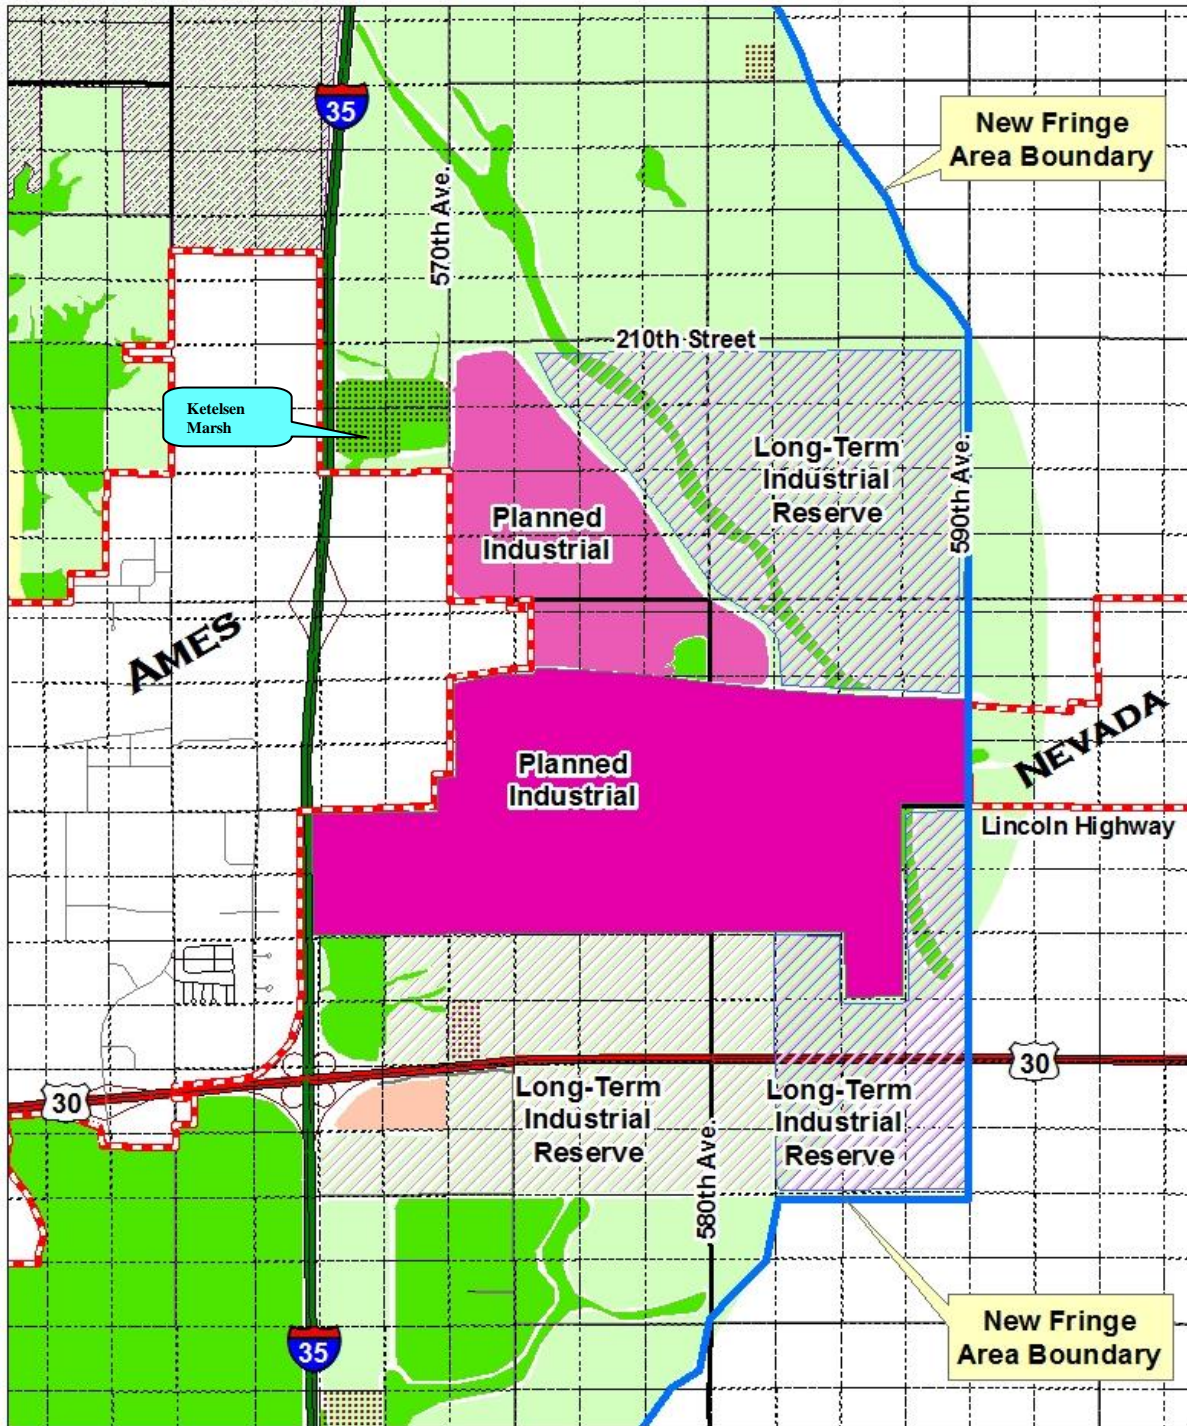 35
New Fringe
Area Boundary
570th Ave.
210th Street
Ketelsen
Marsh
Long-Term
Industrial
Reserve
590th Ave.
Planned
Industrial
AMES
NEVADA
Planned
Industrial
Lincoln Highway
30
30
Long-Term
Industrial
Reserve
Long-Term
Industrial
Reserve
580th Ave.
35
New Fringe
Area Boundary